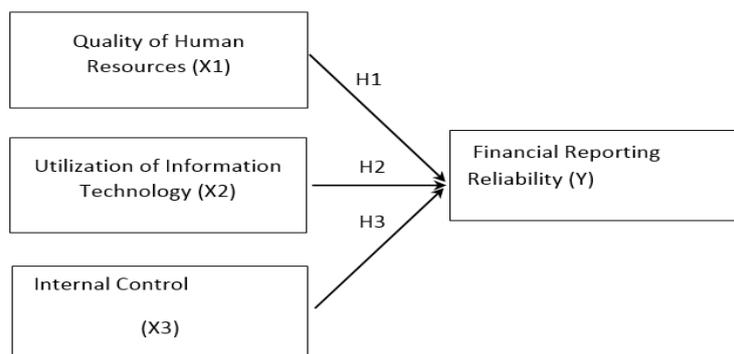 Quality of Human
Resources (X1)
H1
Utilization of Information
Technology (X2)
H2
Financial Reporting
Reliability (Y)
H3
Internal Control
(X3)